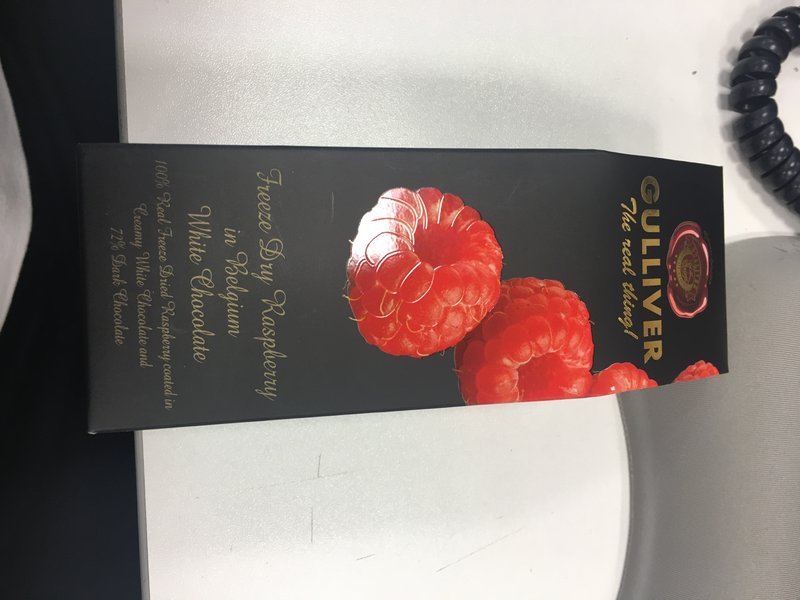 GULLIVER
The real thing!
Freeze Dry Raspberry
in Belgium
White Chocolate
100% Real Freeze Dried Raspberry coated in
Creamy White Chocolate and
72% Dark Chocolate